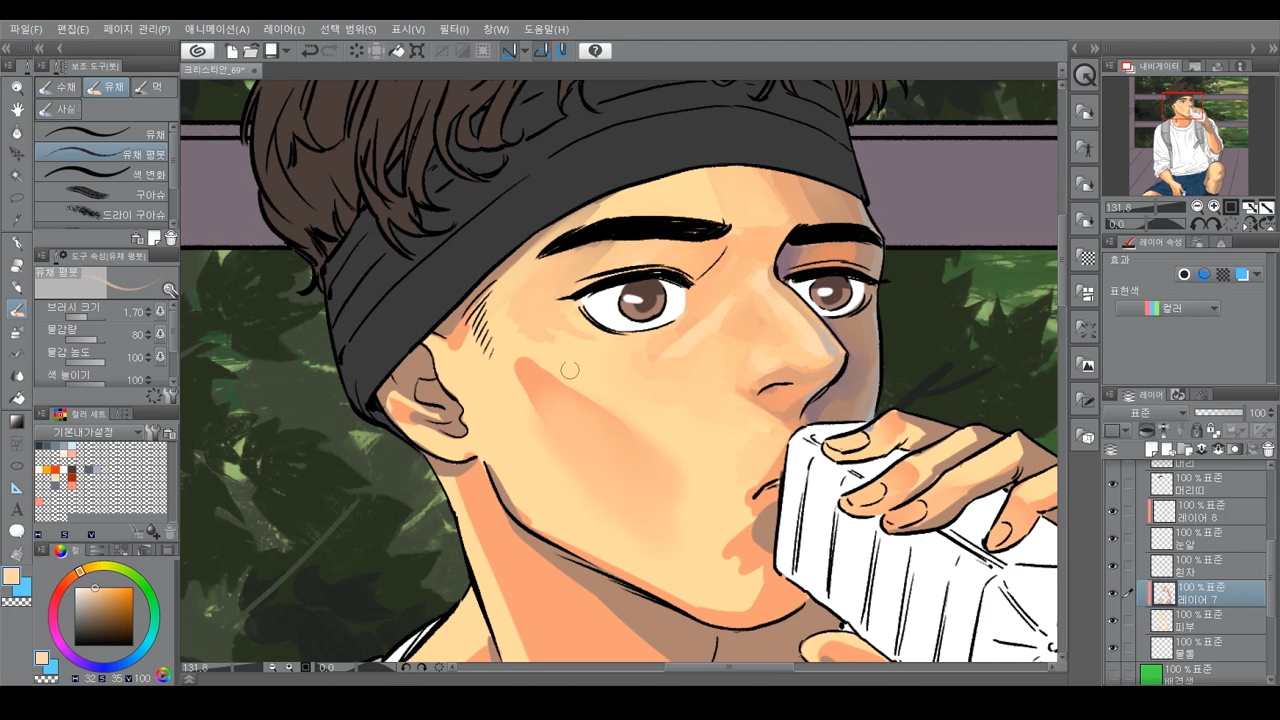 파일(F) 편집(E) 페이지 관리(P) 애니메이션(A) 레이어(L) 선택 범위(S) 표시(V) 필터(I) 창(W) 도움말(H)
보조 도구[붓]
수채 유채 먹
사실
유채
유채 평붓
색 변화
구아슈
드라이 구아슈
도구 속성[유채 평붓]
유채 평붓
브러시 크기 1.70
물감량 80
물감 농도 100
색 늘이기 100
컬러 세트
기본내가설정
H S V
컬
H 32 S 35 V 100
크리스티안_69*
131.8 0.0
내비게이터
131.8
0.0
레이어 속성
효과
표현색
컬러
레이어
표준 100
머리
100 % 표준
머리띠
100 % 표준
레이어 8
100 % 표준
눈알
100 % 표준
흰자
100 % 표준
레이어 7
100 % 표준
피부
100 % 표준
물통
100 % 표준
배경색